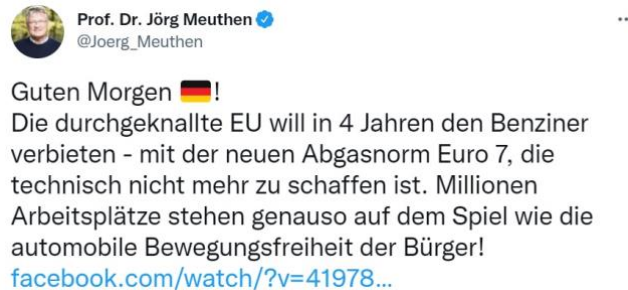 Prof. Dr. Jörg Meuthen
@Joerg_Meuthen
Guten Morgen 🇩🇪!
Die durchgeknallte EU will in 4 Jahren den Benziner
verbieten - mit der neuen Abgasnorm Euro 7, die
technisch nicht mehr zu schaffen ist. Millionen
Arbeitsplätze stehen genauso auf dem Spiel wie die
automobile Bewegungsfreiheit der Bürger!
facebook.com/watch/?v=41978...